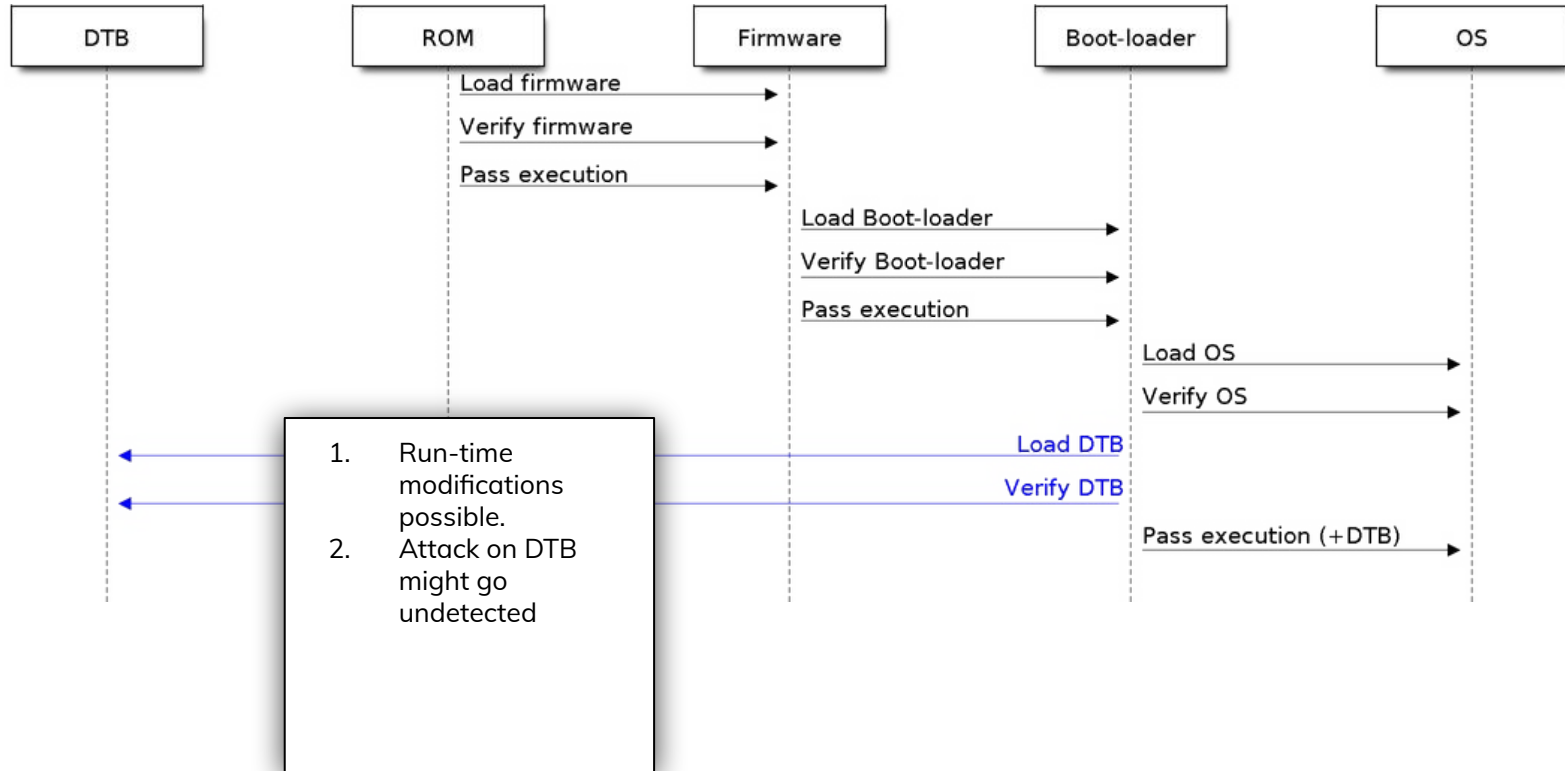 DTB
ROM
Firmware
Boot-loader
OS
Load firmware
Verify firmware
Pass execution
Load Boot-loader
Verify Boot-loader
Pass execution
Load OS
Verify OS
Load DTB
Verify DTB
Pass execution (+DTB)
1. Run-time
modifications
possible.
2. Attack on DTB
might go
undetected